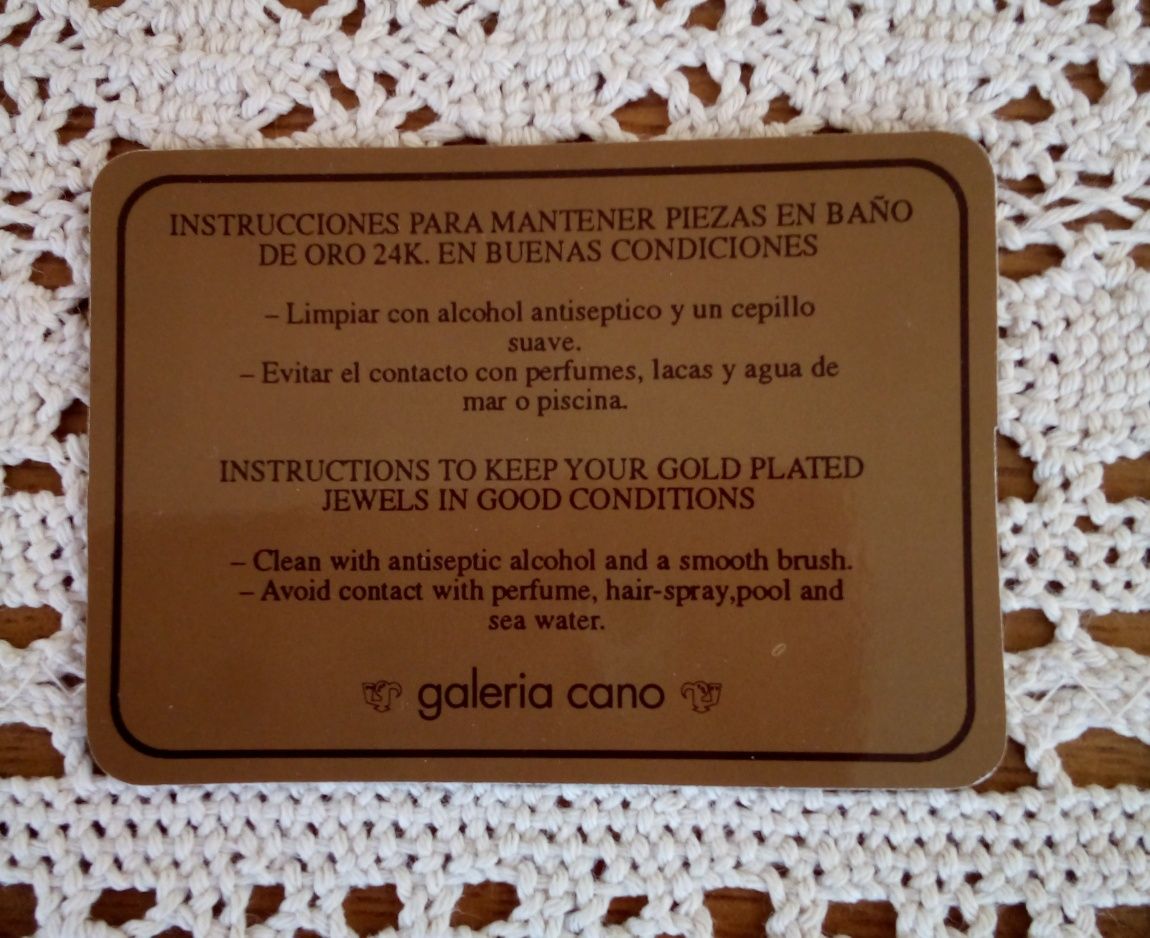 INSTRUCCIONES PARA MANTENER PIEZAS EN BAÑO
DE ORO 24K. EN BUENAS CONDICIONES
– Limpiar con alcohol antiseptico y un cepillo
suave.
– Evitar el contacto con perfumes, lacas y agua de
mar o piscina.
INSTRUCTIONS TO KEEP YOUR GOLD PLATED
JEWELS IN GOOD CONDITIONS
– Clean with antiseptic alcohol and a smooth brush.
– Avoid contact with perfume, hair-spray,pool and
sea water.
galeria cano